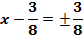 x - 3/8 = ± 3/8